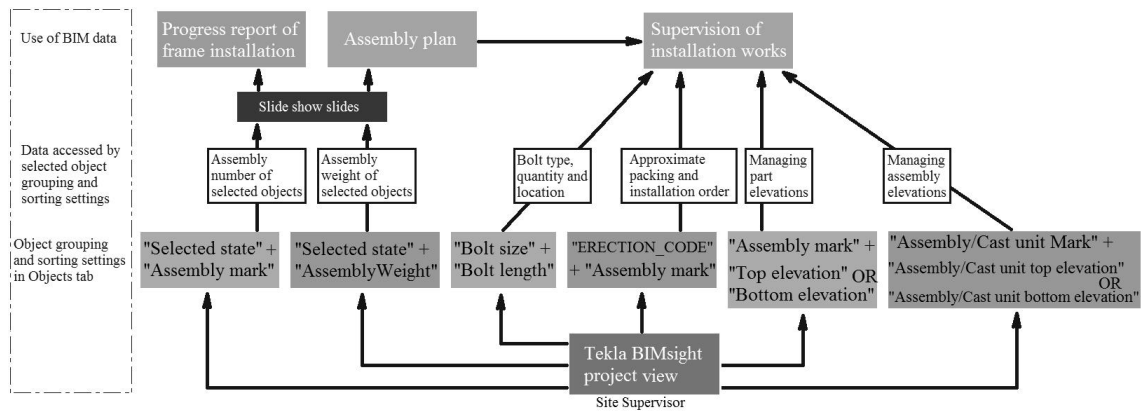 Use of BIM data
Progress report of
frame installation
Assembly plan
Supervision of
installation works
Slide show slides
Data accessed by
selected object
grouping and
sorting settings
Assembly
number of
selected objects
Assembly
weight of
selected objects
Bolt type,
quantity and
location
Approximate
packing and
installation order
Managing
part elevations
Managing
assembly
elevations
Object grouping
and sorting settings
in Objects tab
"Selected state" +
"Assembly mark"
"Selected state" +
"AssemblyWeight"
"Bolt size" +
"Bolt length"
"ERECTION_CODE"
+ "Assembly mark"
"Assembly mark" +
"Top elevation" OR
"Bottom elevation"
"Assembly/Cast unit Mark" +
"Assembly/Cast unit top elevation"
OR
"Assembly/Cast unit bottom elevation"
Tekla BIMsight
project view
Site Supervisor